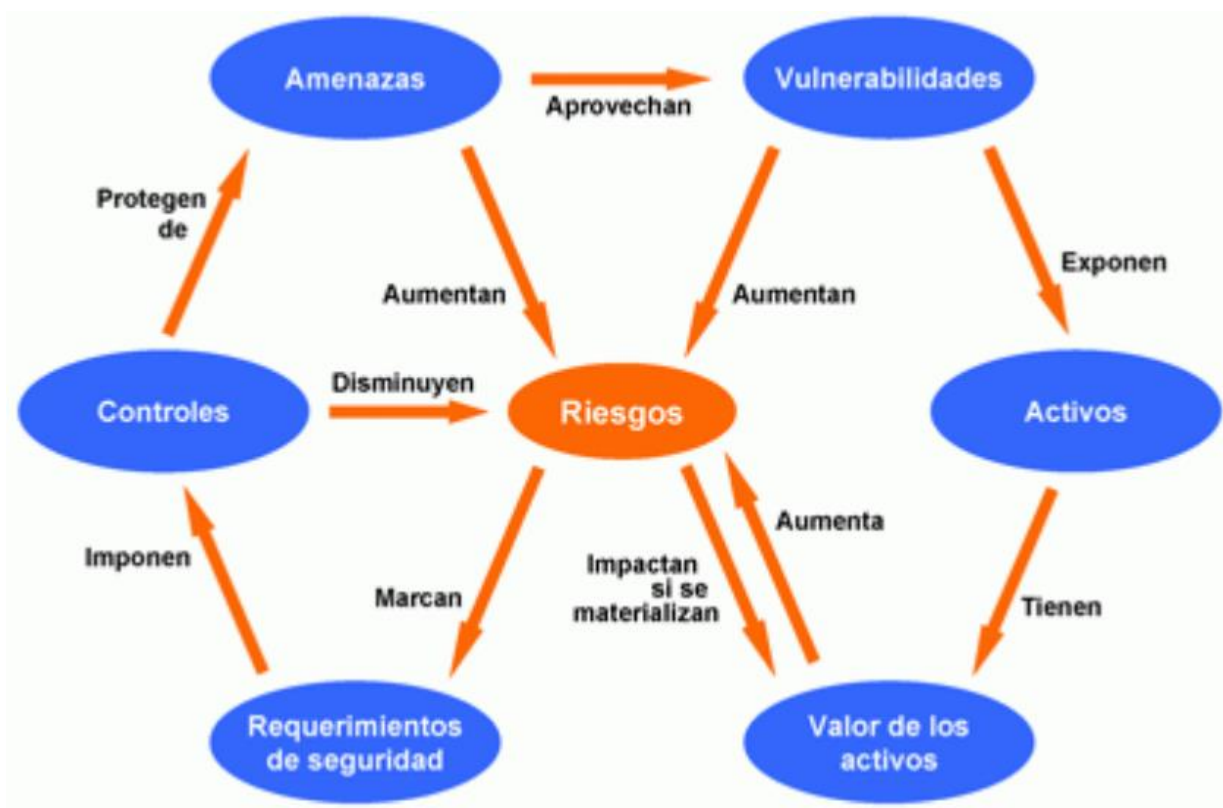 Amenazas
Aprovechan
Vulnerabilidades
Protegen
de
Aumentan
Aumentan
Exponen
Controles
Disminuyen
Riesgos
Activos
Imponen
Marcan
Impactan
si se
materializan
Aumenta
Tienen
Requerimientos
de seguridad
Valor de los
activos